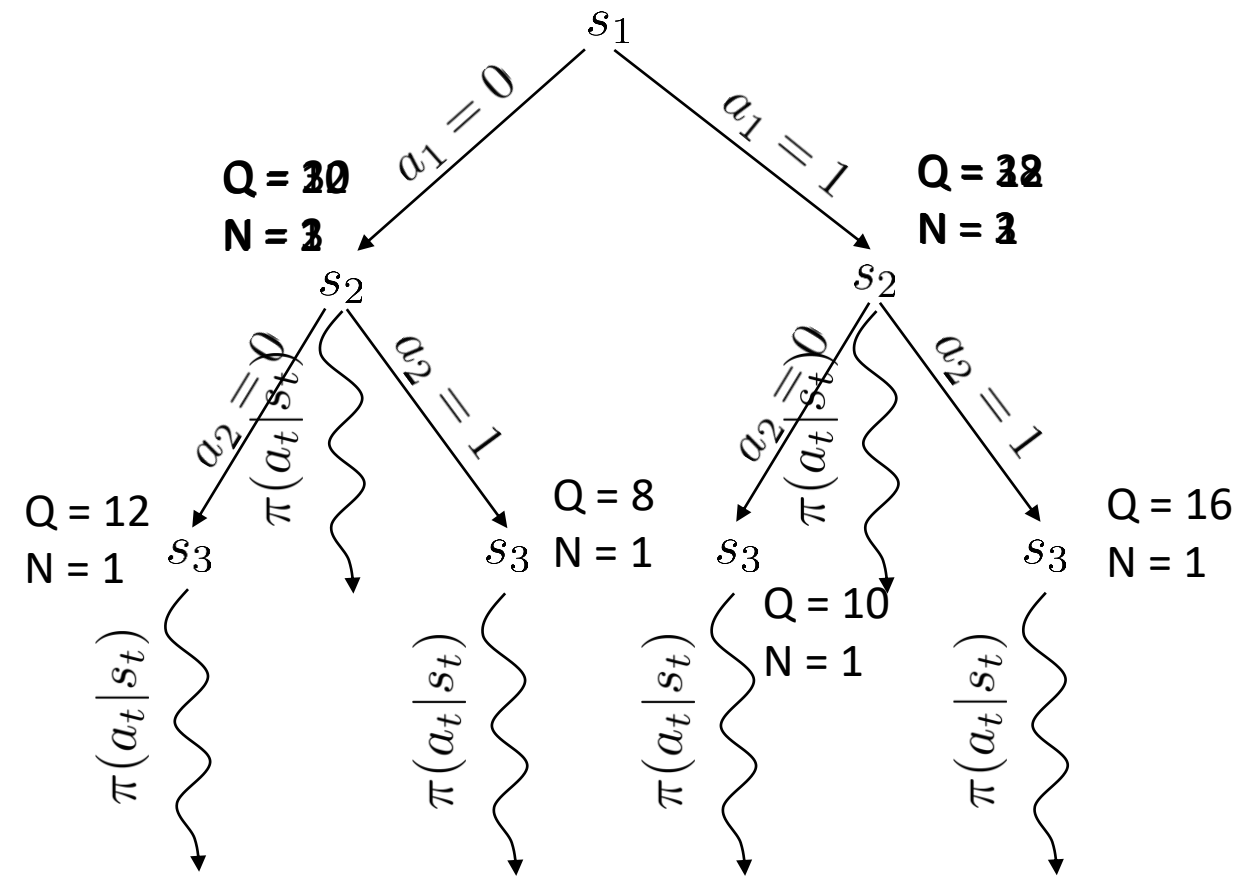 s₁
a₁ = 0
a₁ = 1
Q =
N =
Q =
N =
s₂
s₂
a₂ = 0
π(aₜ|sₜ)
a₂ = 1
a₂ = 0
π(aₜ|sₜ)
a₂ = 1
Q = 12
N = 1
s₃
Q = 8
N = 1
s₃
s₃
Q = 10
N = 1
s₃
Q = 16
N = 1
π(aₜ|sₜ)
π(aₜ|sₜ)
π(aₜ|sₜ)
π(aₜ|sₜ)